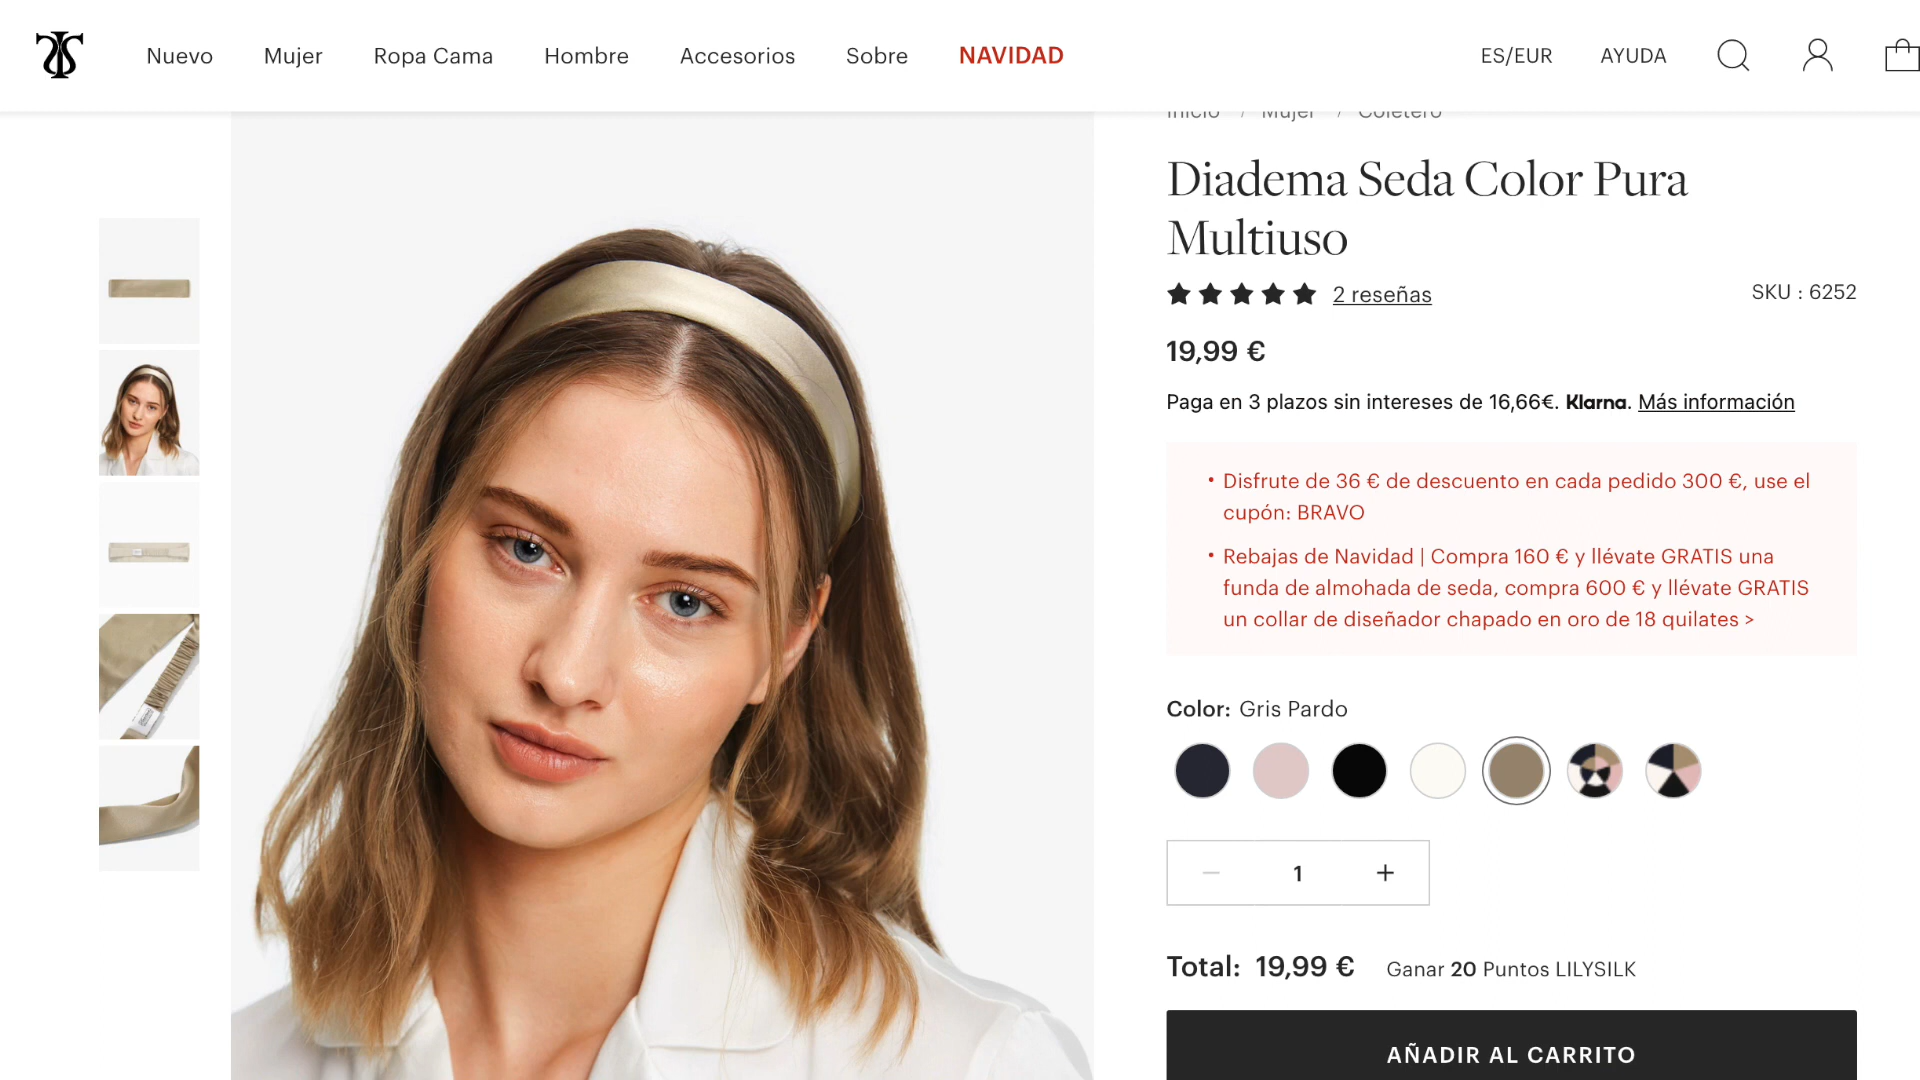 Nuevo
Mujer
Ropa Cama
Hombre
Accesorios
Sobre
NAVIDAD
ES/EUR
AYUDA
Inicio / Mujer / Coletero
Diadema Seda Color Pura
Multiuso
2 reseñas
SKU : 6252
19,99 €
Paga en 3 plazos sin intereses de 16,66€. Klarna. Más información
• Disfrute de 36 € de descuento en cada pedido 300 €, use el
cupón: BRAVO
• Rebajas de Navidad | Compra 160 € y llévate GRATIS una
funda de almohada de seda, compra 600 € y llévate GRATIS
un collar de diseñador chapado en oro de 18 quilates >
Color: Gris Pardo
− 1 +
Total: 19,99 €
Ganar 20 Puntos LILYSILK
AÑADIR AL CARRITO